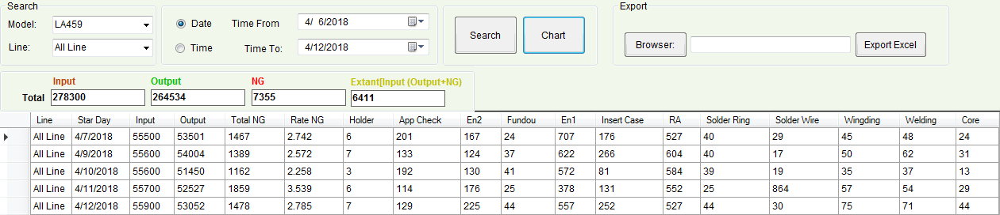 Search
Export
Model: LA459
Date Time From 4/ 6/2018
Search Chart
Browser: Export Excel
Line: All Line
Time Time To: 4/12/2018
Input Output NG Extant[Input (Output+NG)
Total 278300 264534 7355 6411
Line Star Day Input Output Total NG Rate NG Holder App Check En2 Fundou En1 Insert Case RA Solder Ring Solder Wire Wingding Welding Core
All Line 4/7/2018 55500 53501 1467 2.742 6 201 167 24 707 176 527 40 29 45 48 24
All Line 4/9/2018 55600 54004 1389 2.572 7 133 124 37 622 266 604 40 17 50 62 31
All Line 4/10/2018 55600 51450 1162 2.258 3 192 130 41 572 81 584 39 19 35 37 13
All Line 4/11/2018 55700 52527 1859 3.539 6 114 176 25 378 131 552 25 864 57 54 29
All Line 4/12/2018 55900 53052 1478 2.785 7 129 225 44 557 252 527 44 30 75 71 44